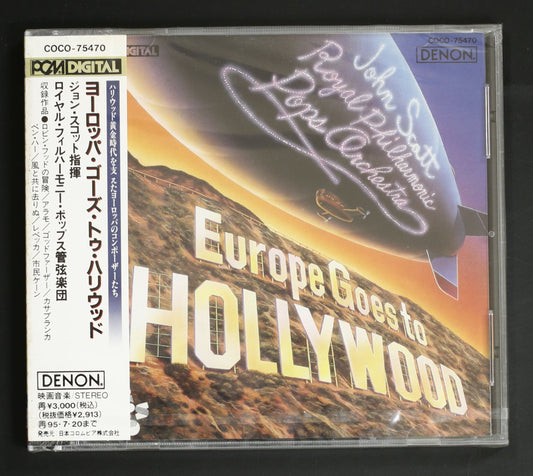 COCO-75470
PCM DIGITAL
ハリウッド黄金時代を支えたヨーロッパのコンポーザーたち
ヨーロッパ・ゴーズ・トゥ・ハリウッド
ジョン・スコット指揮
ロイヤル・フィルハーモニー・ポップス管弦楽団
収録作品●ロビン・フッドの冒険/アラモ/ゴッドファーザー/カサブランカ
ベン・ハー/風と共に去りぬ/レベッカ/市民ケーン
DENON
映画音楽/STEREO
再¥3,000(税込)
(税抜価格¥2,913)
再95・7・20まで
発売元 日本コロムビア株式会社
DIGITAL
COCO-75470
DENON
John Scott
Royal Philharmonic
Pops Orchestra
Europe Goes to
HOLLYWOOD